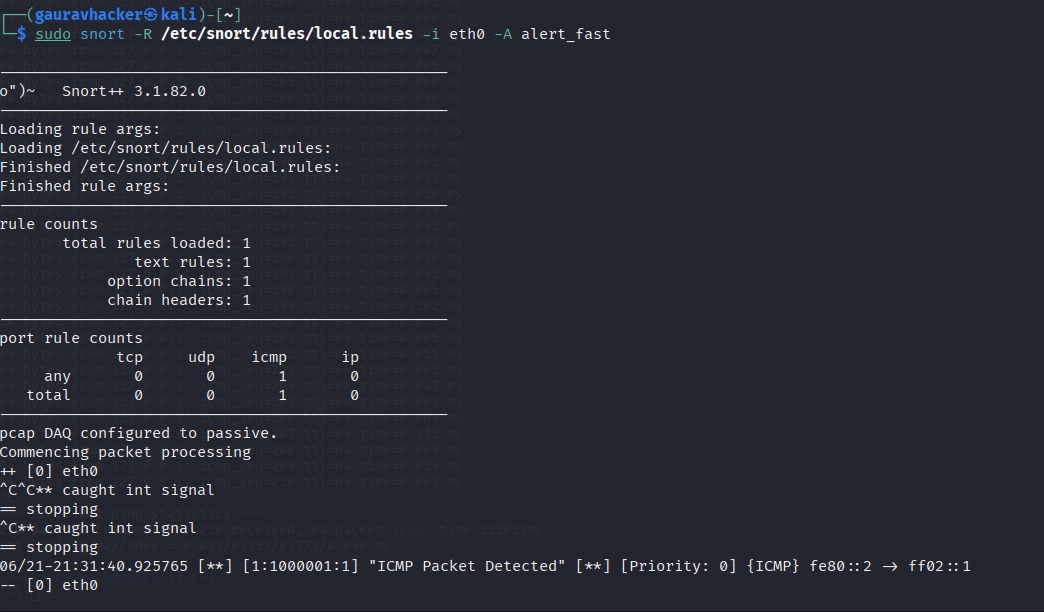 ┌──(gauravhacker㉿kali)-[~]
└─$ sudo snort -R /etc/snort/rules/local.rules -i eth0 -A alert_fast
o")~ Snort++ 3.1.82.0
Loading rule args:
Loading /etc/snort/rules/local.rules:
Finished /etc/snort/rules/local.rules:
Finished rule args:
rule counts
total rules loaded: 1
text rules: 1
option chains: 1
chain headers: 1
port rule counts
tcp udp icmp ip
any 0 0 1 0
total 0 0 1 0
pcap DAQ configured to passive.
Commencing packet processing
++ [0] eth0
^C^C** caught int signal
== stopping
^C** caught int signal
== stopping
06/21-21:31:40.925765 [**] [1:1000001:1] "ICMP Packet Detected" [**] [Priority: 0] {ICMP} fe80::2 -> ff02::1
-- [0] eth0